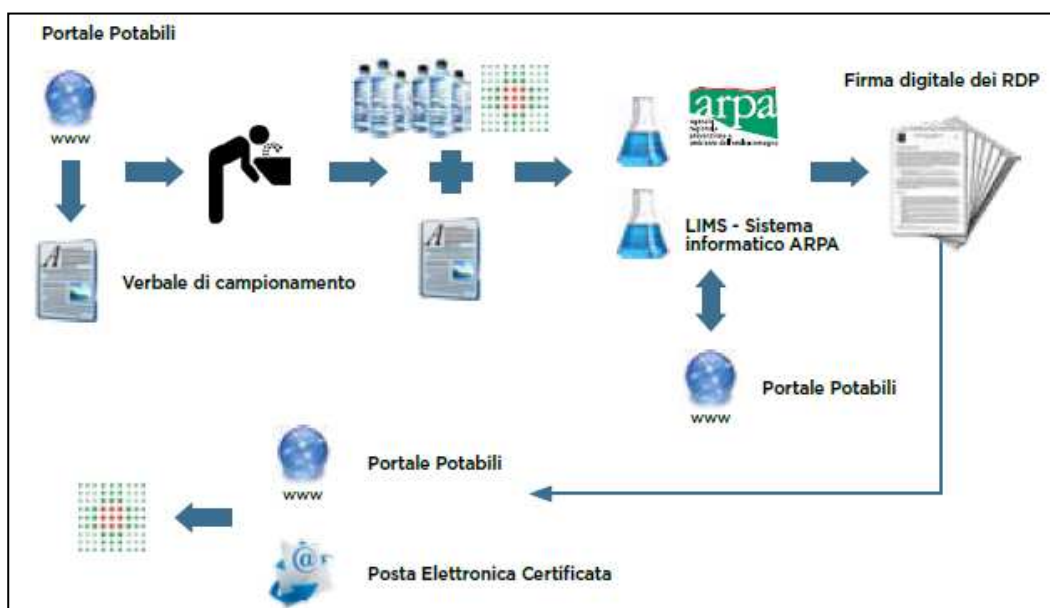 Portale Potabili
www
Verbale di campionamento
A
A
arpa
LIMS - Sistema
informatico ARPA
Firma digitale dei RDP
www
Portale Potabili
www
Portale Potabili
@
Posta Elettronica Certificata